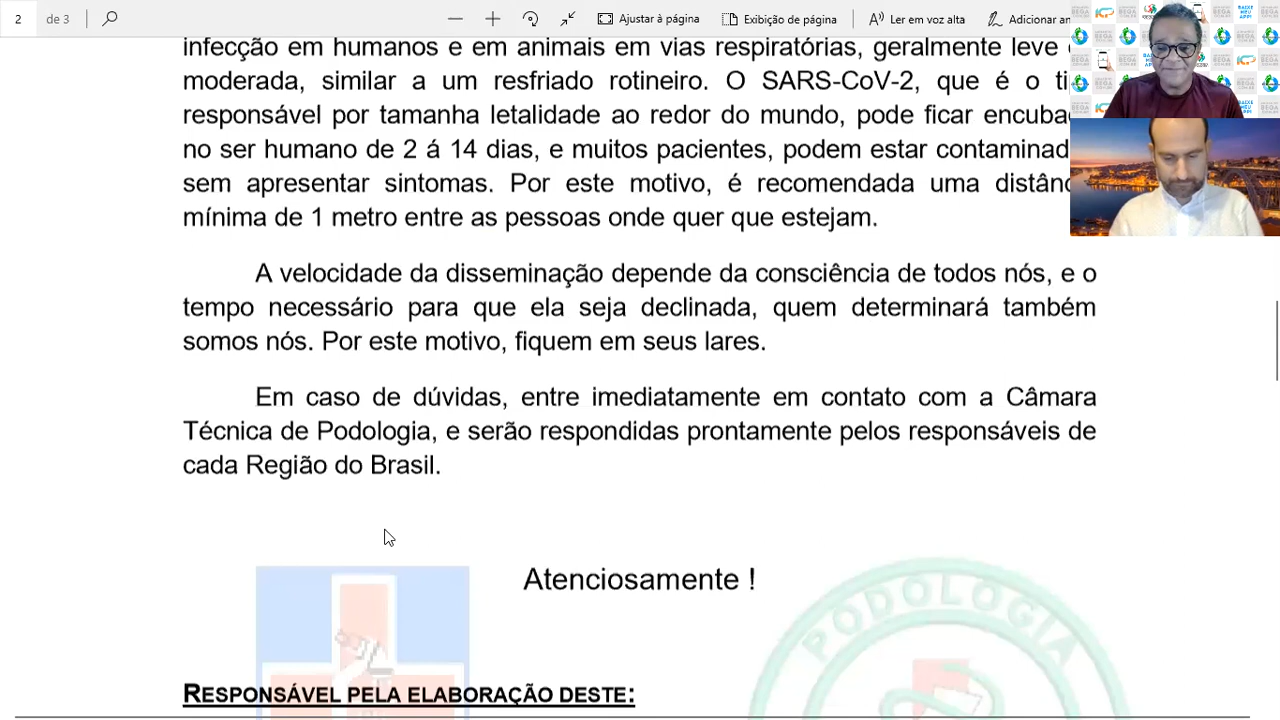 2 de 3 Ajustar à página Exibição de página Ler em voz alta Adicionar an
infecção em humanos e em animais em vias respiratórias, geralmente leve
moderada, similar a um resfriado rotineiro. O SARS-CoV-2, que é o
responsável por tamanha letalidade ao redor do mundo, pode ficar
no ser humano de 2 á 14 dias, e muitos pacientes, podem estar
sem apresentar sintomas. Por este motivo, é recomendada uma
mínima de 1 metro entre as pessoas onde quer que estejam.
A velocidade da disseminação depende da consciência de todos nós, e o
tempo necessário para que ela seja declinada, quem determinará também
somos nós. Por este motivo, fiquem em seus lares.
Em caso de dúvidas, entre imediatamente em contato com a Câmara
Técnica de Podologia, e serão respondidas prontamente pelos responsáveis de
cada Região do Brasil.
Atenciosamente !
PODOLOGIA
RESPONSÁVEL PELA ELABORAÇÃO DESTE: